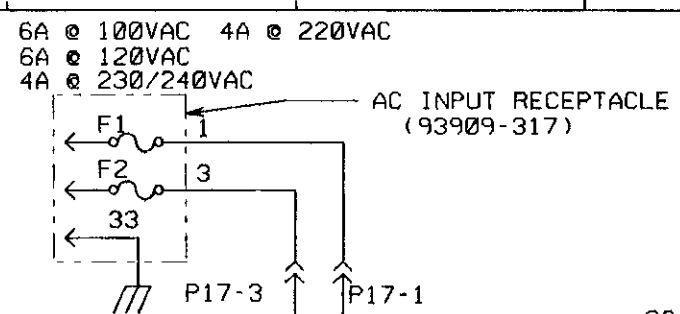 6A @ 100VAC 4A @ 220VAC
6A @ 120VAC
4A @ 230/240VAC
AC INPUT RECEPTACLE
(93909-317)
F1
1
F2
3
33
P17-3
P17-1